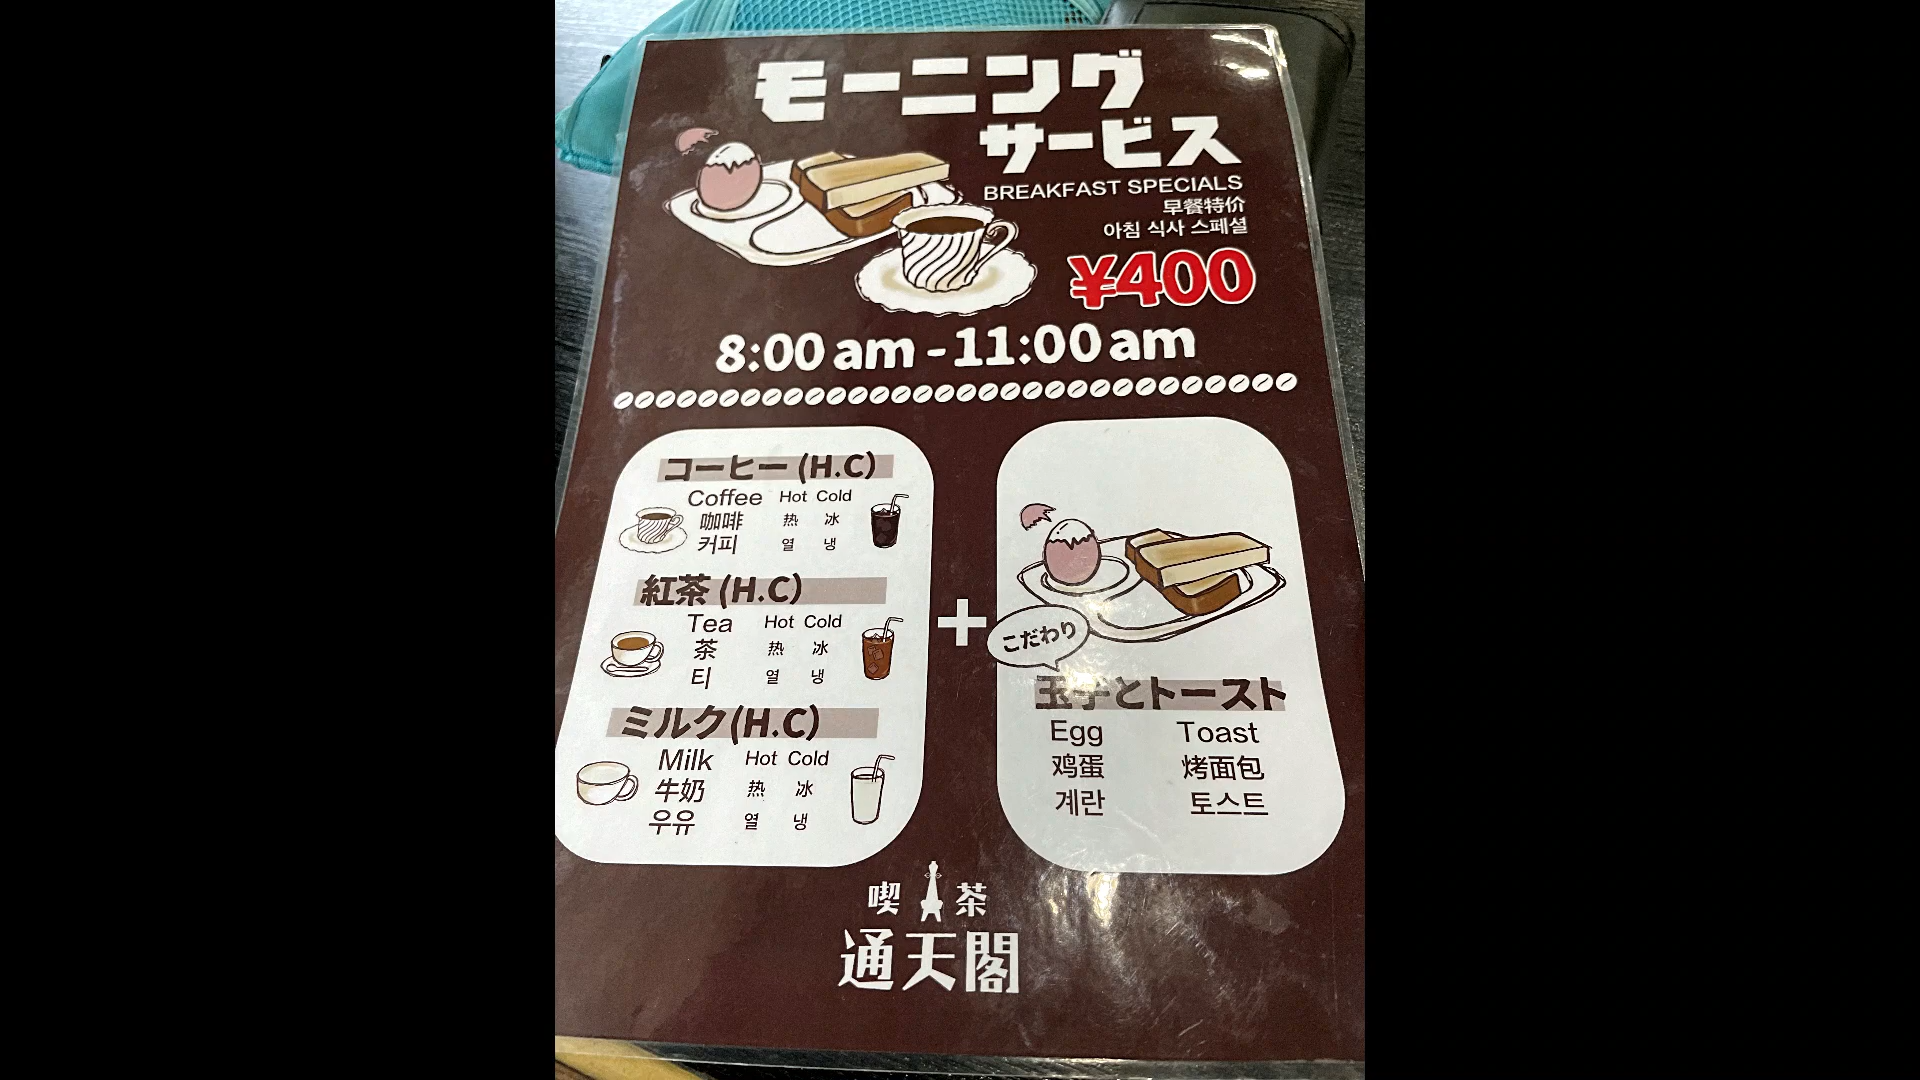 モーニング
サービス
BREAKFAST SPECIALS
早餐特价
아침 식사 스페셜
¥400
8:00 am - 11:00 am
コーヒー (H.C)
Coffee Hot Cold
咖啡 热 冰
커피 열 냉
紅茶 (H.C)
Tea Hot Cold
茶 热 冰
티 열 냉
ミルク(H.C)
Milk Hot Cold
牛奶 热 冰
우유 열 냉
+
こだわり
玉子とトースト
Egg Toast
鸡蛋 烤面包
계란 토스트
喫茶
通天閣